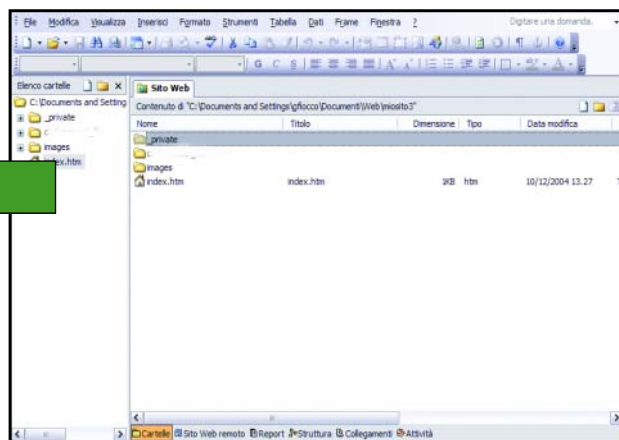 File Modifica Visualizza Inserisci Formato Strumenti Tabella Dati Frame Finestra ? Digitare una domanda.
G C S
Elenco cartelle
Sito Web
C:\Documents and Setting
Contenuto di "C:\Documents and Settings\gfiocco\Documenti\Web\miosito3"
Nome Titolo Dimensione Tipo Data modifica
_private
_private
images
images
index.htm
index.htm index.htm 1KB htm 10/12/2004 13.27
Cartelle Sito Web remoto Report Struttura Collegamenti Attività